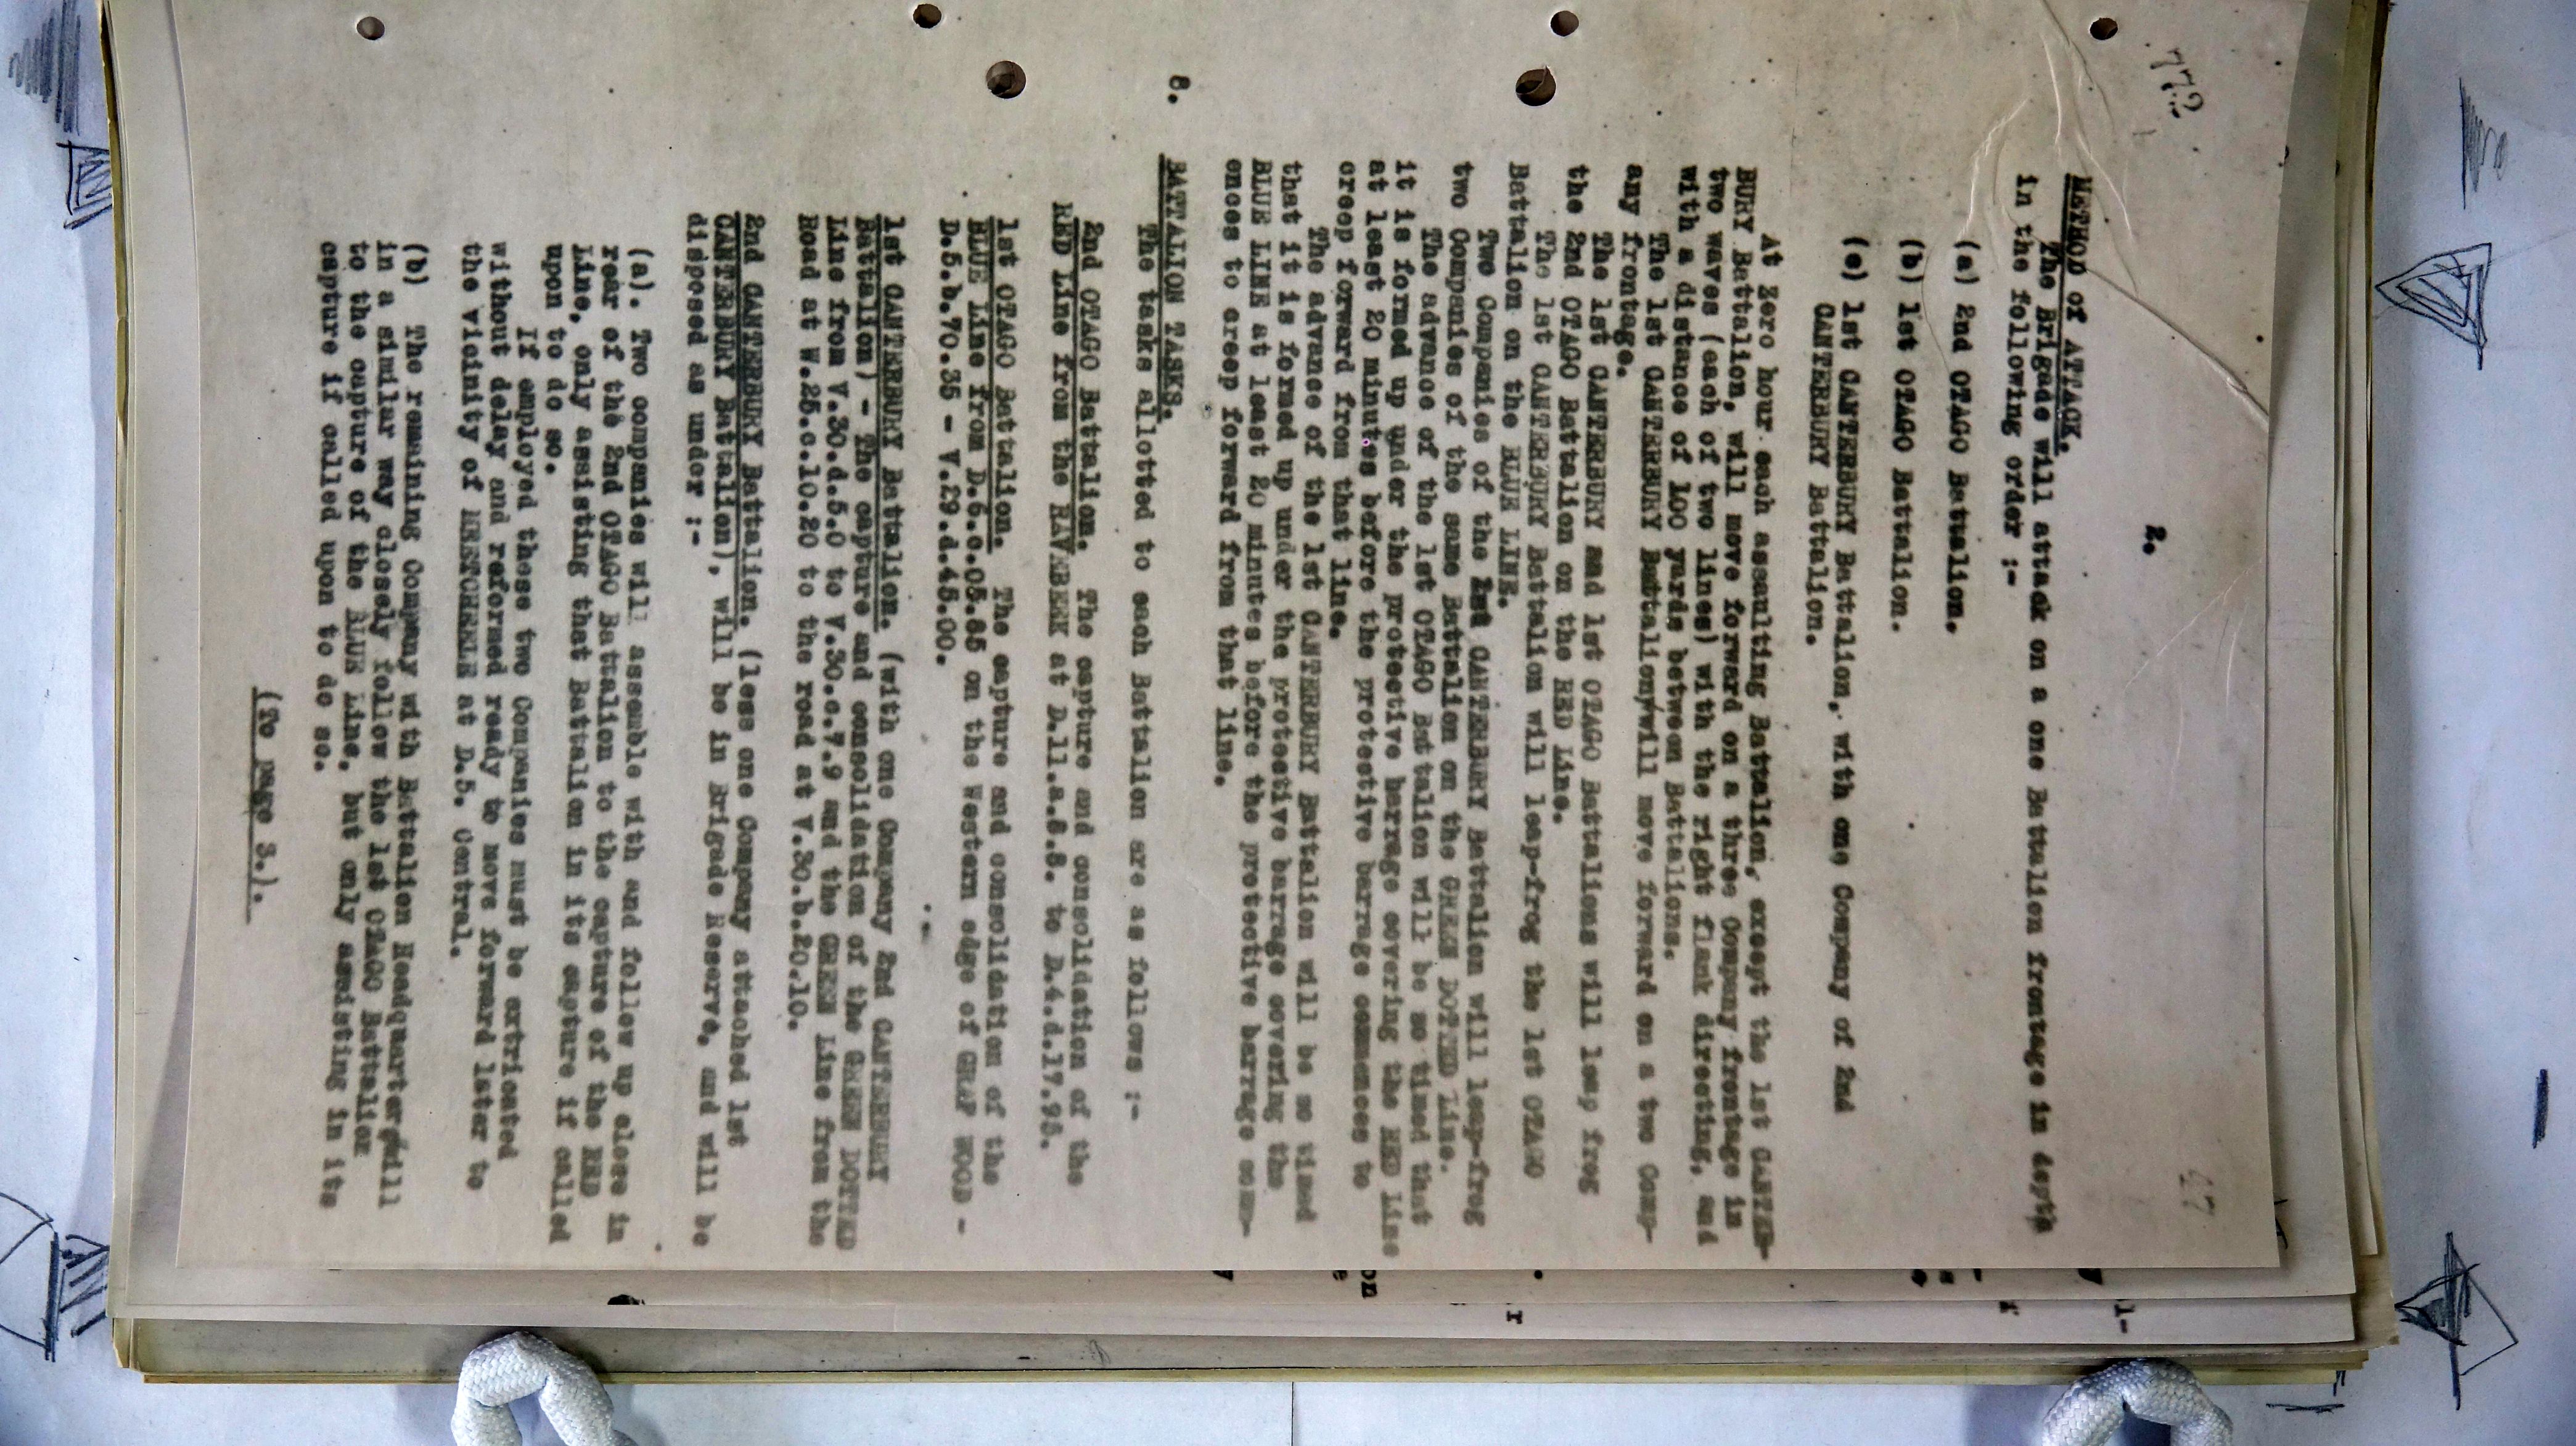 77?
47
2.
METHOD of ATTACK.
The Brigade will attack on a one Battalion frontage in depth
in the following order :-
(a) 2nd OTAGO Battalion.
(b) 1st OTAGO Battalion.
(c) 1st CANTERBURY Battalion, with one Company of 2nd
CANTERBURY Battalion.
At Zero hour each assaulting Battalion, except the 1st CANTER-
BURY Battalion, will move forward on a three Company frontage in
two waves (each of two lines) with the right flank directing, and
with a distance of 100 yards between Battalions.
The 1st CANTERBURY Battalion/will move forward on a two Comp-
any frontage.
The 1st CANTERBURY and 1st OTAGO Battalions will leap frog
the 2nd OTAGO Battalion on the RED Line.
The 1st CANTERBURY Battalion will leap-frog the 1st OTAGO
Battalion on the BLUE LINE.
Two Companies of the CANTERBURY Battalion will leap-frog
two Companies of the same Battalion on the GREEN DOTTED Line.
The advance of the 1st OTAGO Battalion will be so timed that
it is formed up under the protective barrage covering the RED Line
at least 20 minutes before the protective barrage commences to
creep forward from that line.
The advance of the 1st CANTERBURY Battalion will be so timed
that it is formed up under the protective barrage covering the
BLUE LINE at least 20 minutes before the protective barrage comm-
ences to creep forward from that line.
8. BATTALION TASKS.
The tasks allotted to each Battalion are as follows :-
2nd OTAGO Battalion. The capture and consolidation of the
RED Line from the RAVEBEEK at D.11.a.8.8. to D.4.d.17.95.
1st OTAGO Battalion. The capture and consolidation of the
BLUE Line from D.6.c.05.85 on the Western edge of GRAF WOOD -
D.5.b.70.35 - V.29.d.45.00.
1st CANTERBURY Battalion. (with one Company 2nd CANTERBURY
Battalion) - The capture and consolidation of the GREEN DOTTED
Line from V.30.d.5.0 to V.30.c.7.9 and the GREEN Line from the
Road at W.25.c.10.20 to the road at V.30.b.20.10.
2nd CANTERBURY Battalion. (less one Company attached 1st
CANTERBURY Battalion), will be in Brigade Reserve, and will be
disposed as under :-
(a). Two companies will assemble with and follow up close in
rear of the 2nd OTAGO Battalion to the capture of the RED
Line, only assisting that Battalion in its capture if called
upon to do so.
If employed these two Companies must be extricated
without delay and reformed ready to move forward later to
the vicinity of MEETCHEELE at D.5. Central.
(b) The remaining Company with Battalion Headquarters will
in a similar way closely follow the 1st OTAGO Battalion
to the capture of the BLUE Line, but only assisting in its
capture if called upon to do so.
(To page 3.).
y
e
on
r
s
f
l-